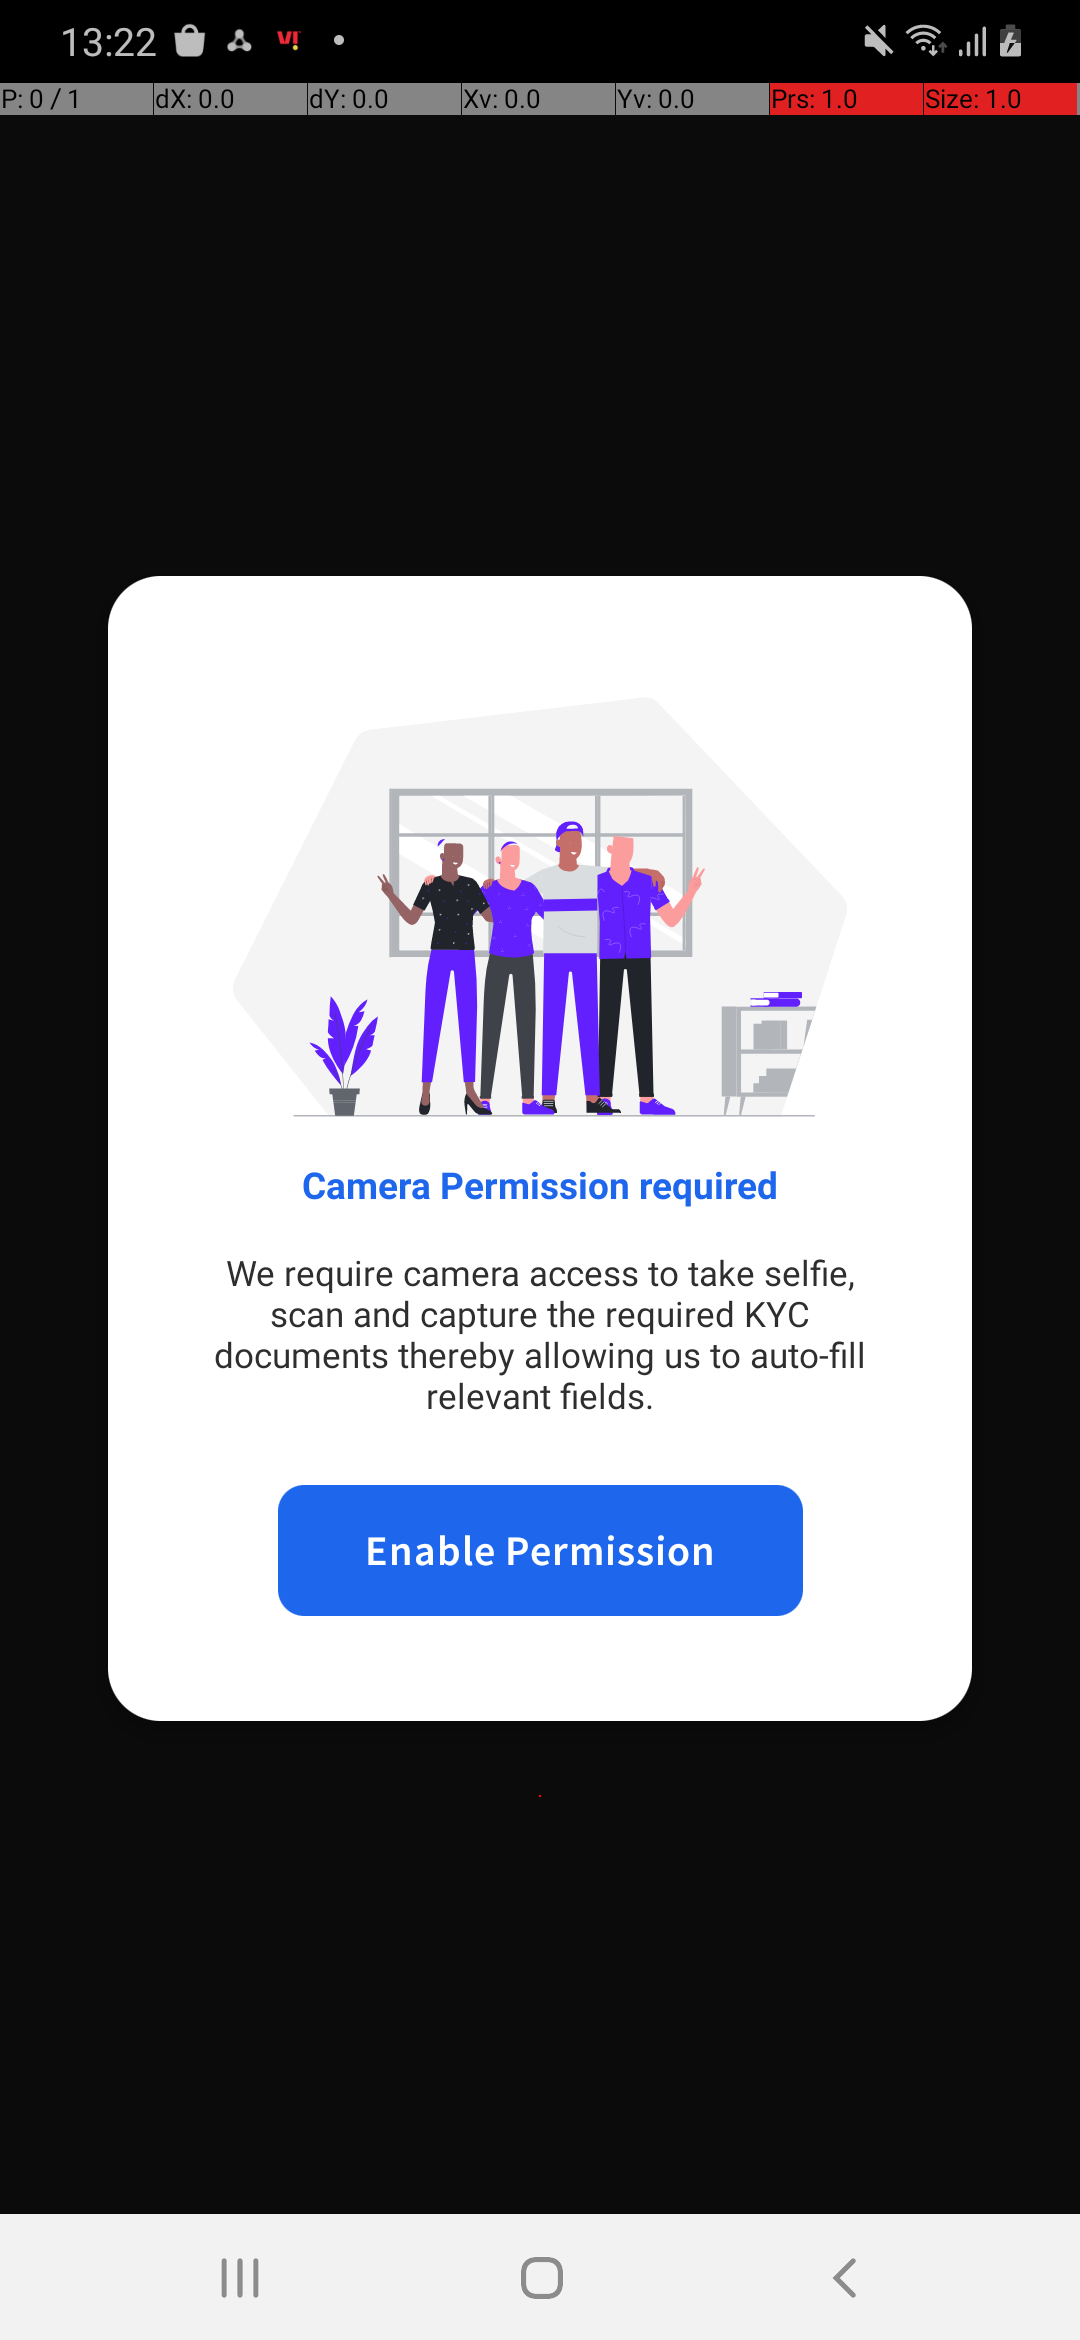 13:22
P: 0 / 1 dX: 0.0 dY: 0.0 Xv: 0.0 Yv: 0.0 Prs: 1.0 Size: 1.0
Camera Permission required
We require camera access to take selfie,
scan and capture the required KYC
documents thereby allowing us to auto-fill
relevant fields.
Enable Permission